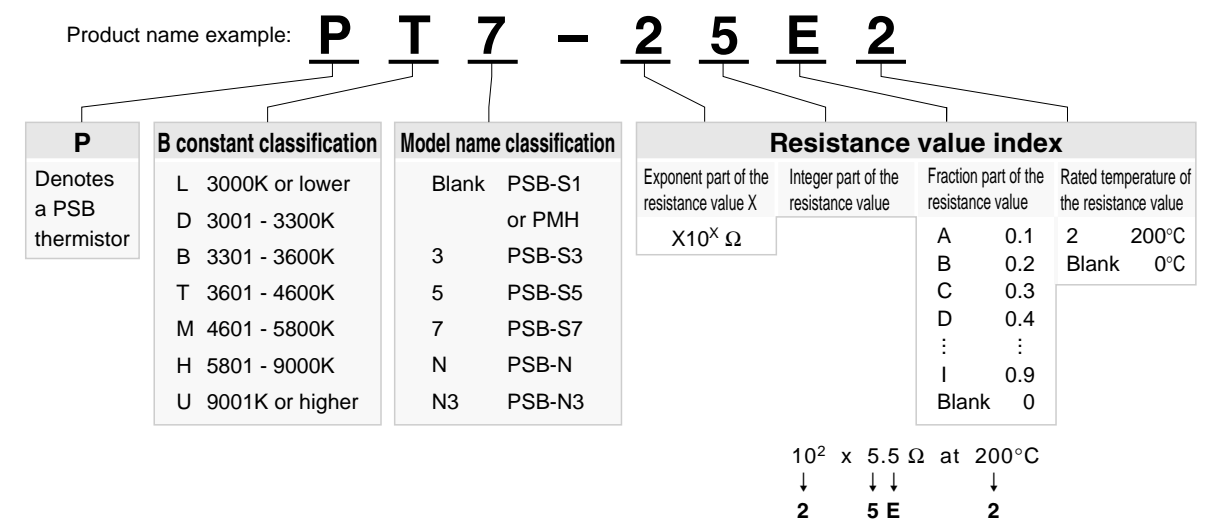 Product name example: P T 7 – 2 5 E 2
P
Denotes
a PSB
thermistor
B constant classification
L 3000K or lower
D 3001 - 3300K
B 3301 - 3600K
T 3601 - 4600K
M 4601 - 5800K
H 5801 - 9000K
U 9001K or higher
Model name classification
Blank PSB-S1
or PMH
3 PSB-S3
5 PSB-S5
7 PSB-S7
N PSB-N
N3 PSB-N3
Resistance value index
Exponent part of the
resistance value X
X10^X Ω
Integer part of the
resistance value
Fraction part of the
resistance value
A 0.1
B 0.2
C 0.3
D 0.4
⋮ ⋮
I 0.9
Blank 0
Rated temperature of
the resistance value
2 200°C
Blank 0°C
10² x 5.5 Ω at 200°C
↓ ↓ ↓ ↓
2 5 E 2